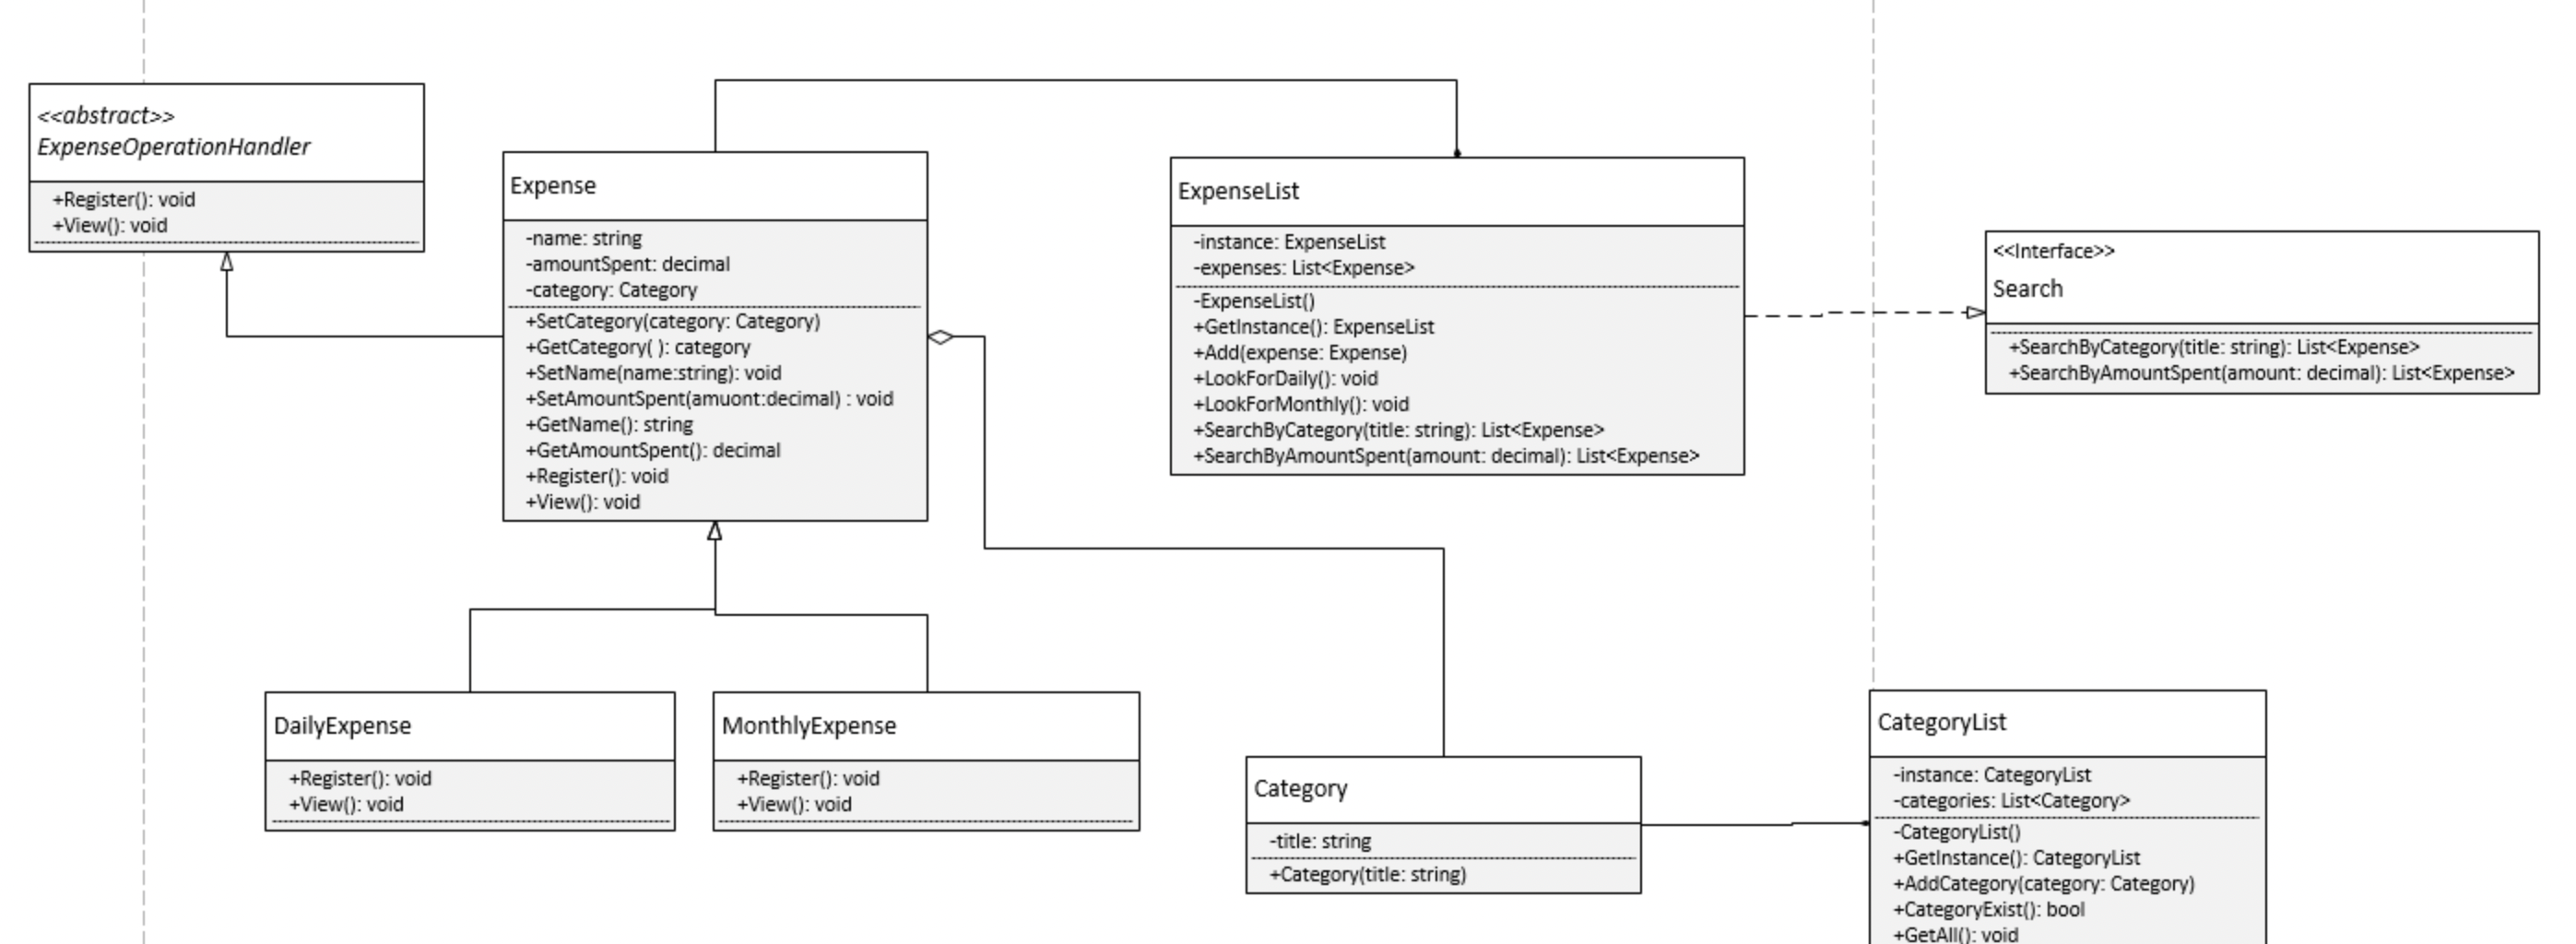 <<abstract>>
ExpenseOperationHandler
+Register(): void
+View(): void
Expense
-name: string
-amountSpent: decimal
-category: Category
+SetCategory(category: Category)
+GetCategory( ): category
+SetName(name:string): void
+SetAmountSpent(amuont:decimal) : void
+GetName(): string
+GetAmountSpent(): decimal
+Register(): void
+View(): void
ExpenseList
-instance: ExpenseList
-expenses: List<Expense>
-ExpenseList()
+GetInstance(): ExpenseList
+Add(expense: Expense)
+LookForDaily(): void
+LookForMonthly(): void
+SearchByCategory(title: string): List<Expense>
+SearchByAmountSpent(amount: decimal): List<Expense>
<<Interface>>
Search
+SearchByCategory(title: string): List<Expense>
+SearchByAmountSpent(amount: decimal): List<Expense>
DailyExpense
+Register(): void
+View(): void
MonthlyExpense
+Register(): void
+View(): void
Category
-title: string
+Category(title: string)
CategoryList
-instance: CategoryList
-categories: List<Category>
-CategoryList()
+GetInstance(): CategoryList
+AddCategory(category: Category)
+CategoryExist(): bool
+GetAll(): void